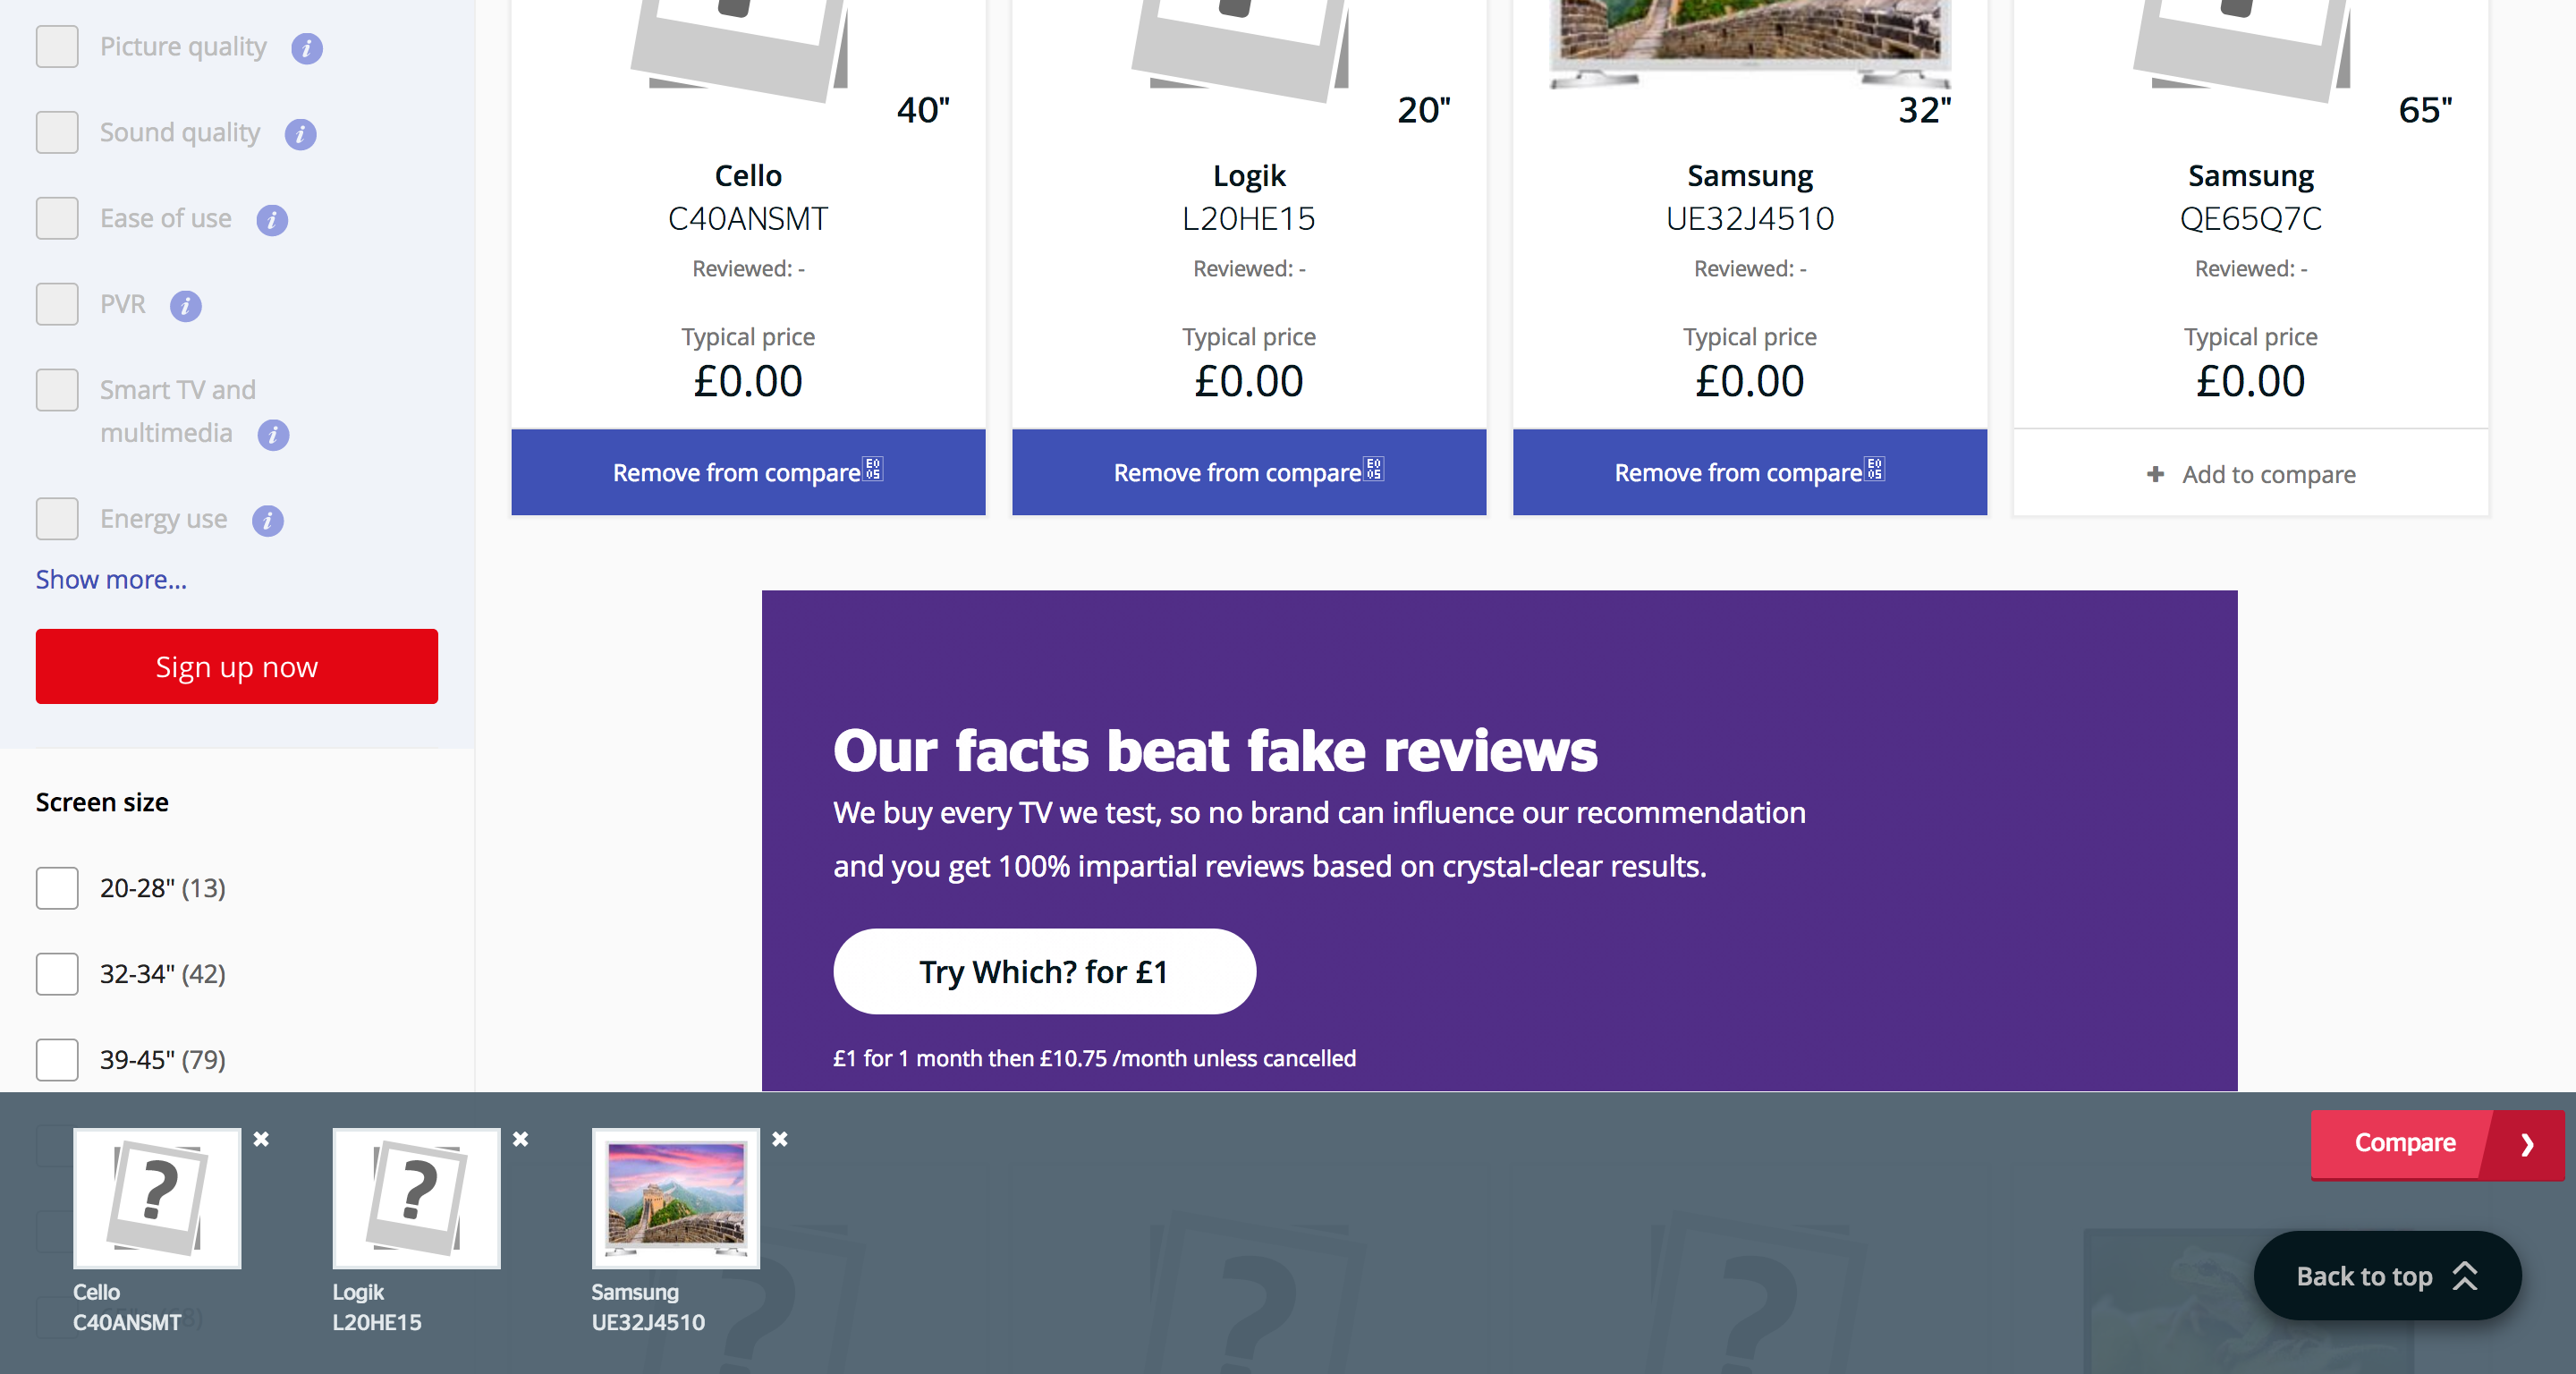 Picture quality i
Sound quality i
Ease of use i
PVR i
Smart TV and
multimedia i
Energy use i
Show more...
Sign up now
Screen size
20-28" (13)
32-34" (42)
39-45" (79)
40"
Cello
C40ANSMT
Reviewed: -
Typical price
£0.00
Remove from compare
20"
Logik
L20HE15
Reviewed: -
Typical price
£0.00
Remove from compare
32"
Samsung
UE32J4510
Reviewed: -
Typical price
£0.00
Remove from compare
65"
Samsung
QE65Q7C
Reviewed: -
Typical price
£0.00
+ Add to compare
Our facts beat fake reviews
We buy every TV we test, so no brand can influence our recommendation
and you get 100% impartial reviews based on crystal-clear results.
Try Which? for £1
£1 for 1 month then £10.75 /month unless cancelled
?
Cello
C40ANSMT
?
Logik
L20HE15
Samsung
UE32J4510
Compare
Back to top